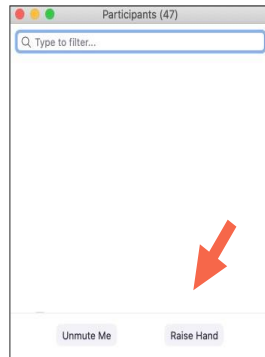 Participants (47)
Type to filter...
Unmute Me Raise Hand